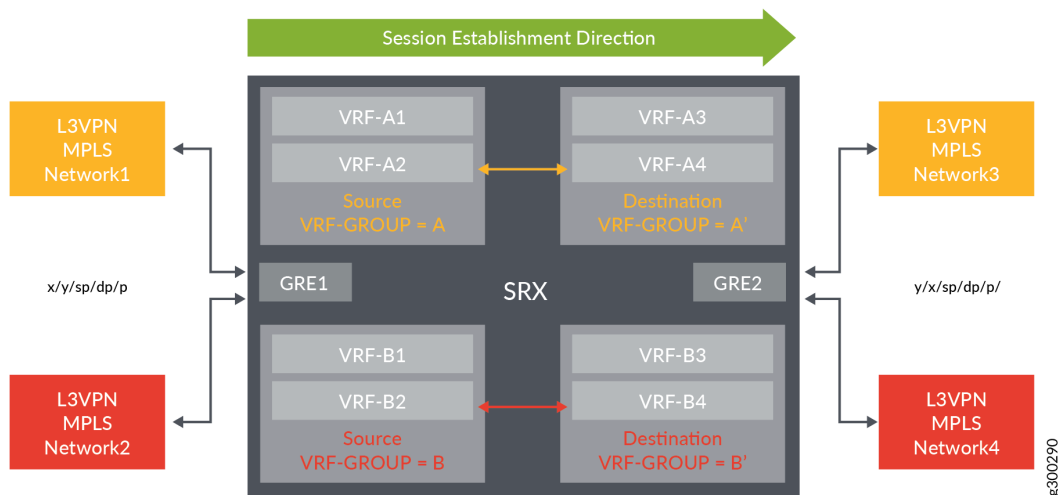 Session Establishment Direction
L3VPN
MPLS
Network1
x/y/sp/dp/p
L3VPN
MPLS
Network2
VRF-A1
VRF-A2
Source
VRF-GROUP = A
VRF-A3
VRF-A4
Destination
VRF-GROUP = A’
GRE1
SRX
GRE2
VRF-B1
VRF-B2
Source
VRF-GROUP = B
VRF-B3
VRF-B4
Destination
VRF-GROUP = B’
L3VPN
MPLS
Network3
y/x/sp/dp/p/
L3VPN
MPLS
Network4
g300290